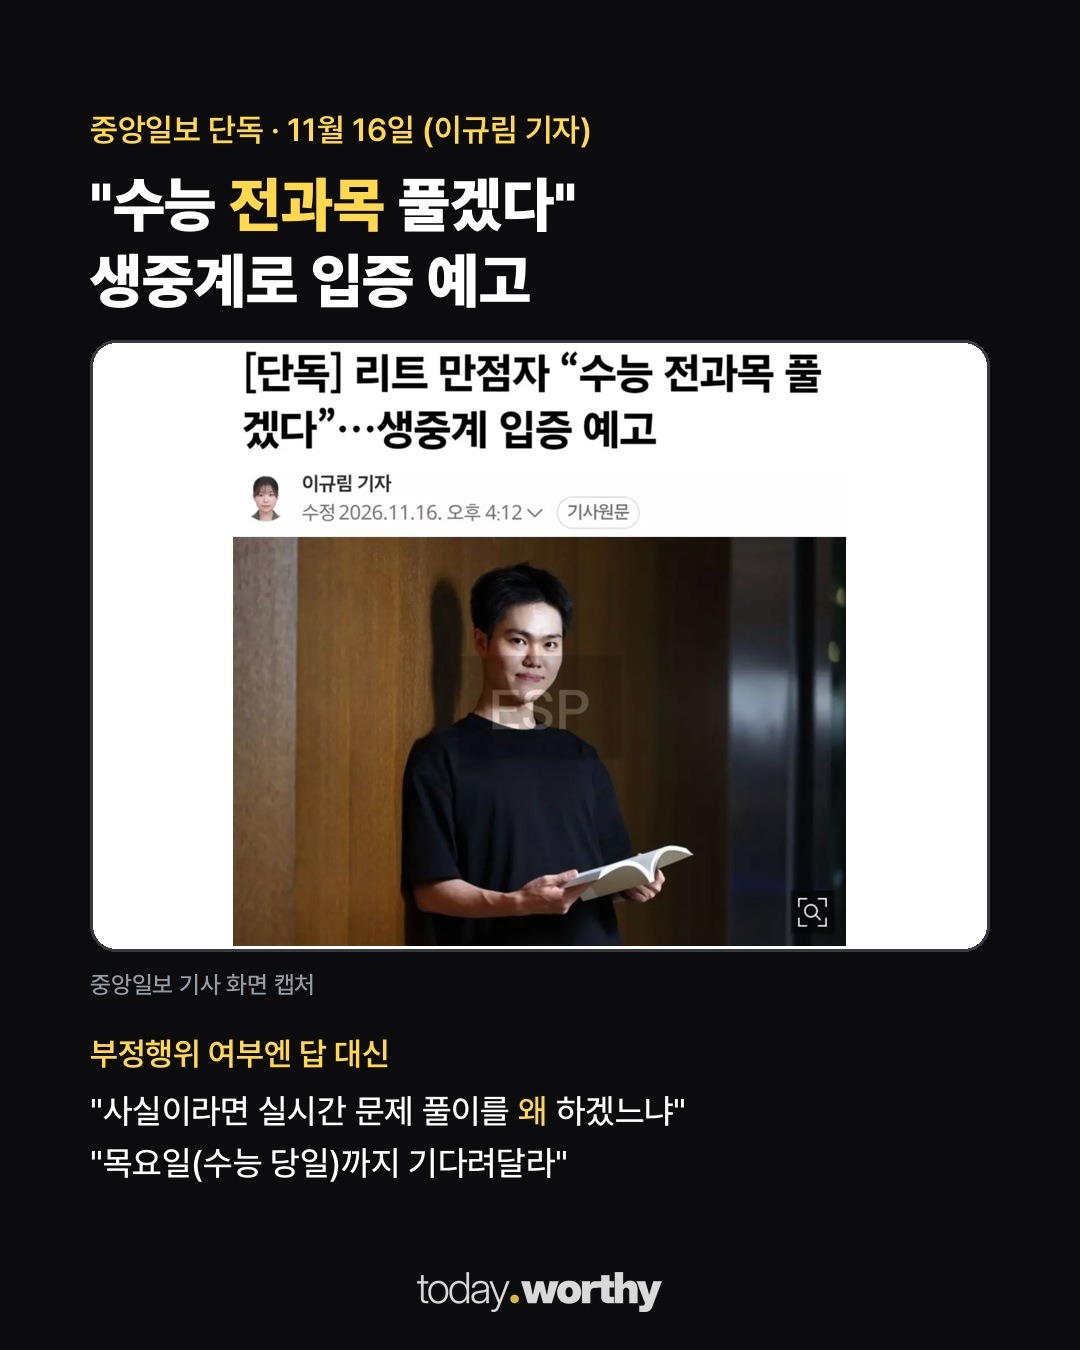 중앙일보 단독 · 11월 16일 (이규림 기자)
"수능 전과목 풀겠다"
생중계로 입증 예고
[단독] 리트 만점자 “수능 전과목 풀
겠다”…생중계 입증 예고
이규림 기자
수정 2026.11.16. 오후 4:12
기사원문
ESP
중앙일보 기사 화면 캡처
부정행위 여부엔 답 대신
"사실이라면 실시간 문제 풀이를 왜 하겠느냐"
"목요일(수능 당일)까지 기다려달라"
today.worthy